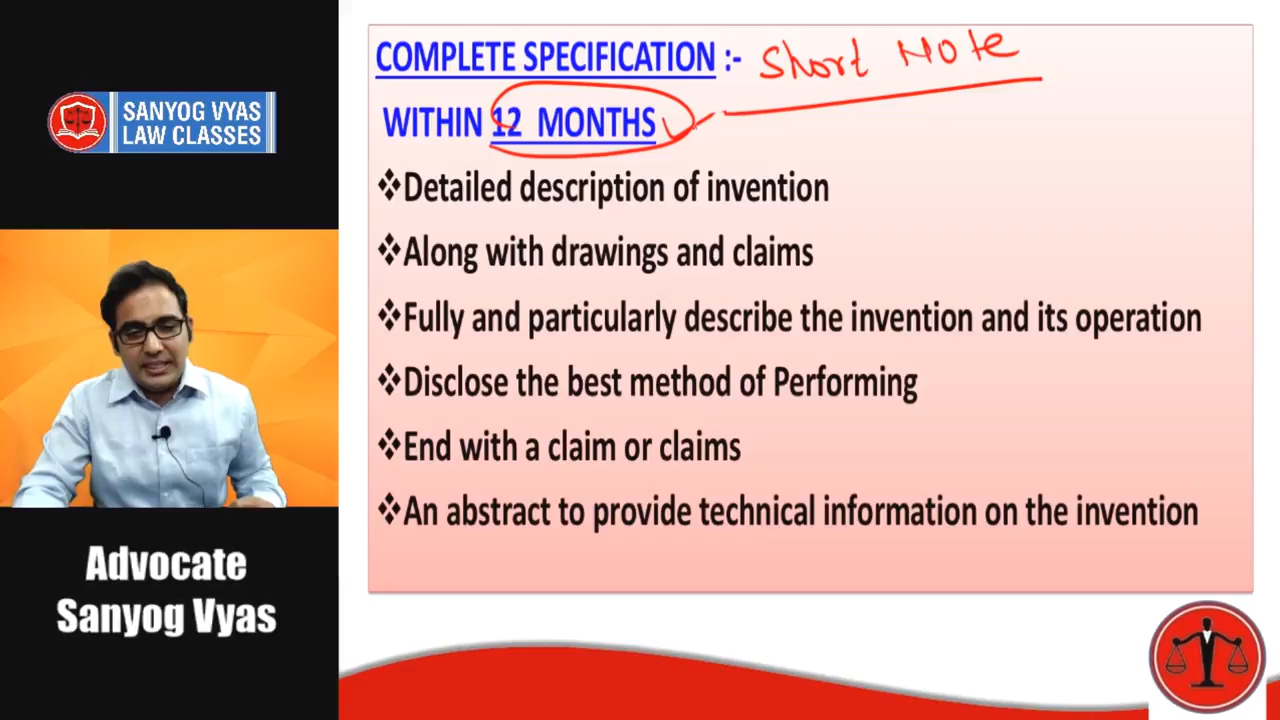 SANYOG VYAS
LAW CLASSES
Advocate
Sanyog Vyas
COMPLETE SPECIFICATION :- Short Note
WITHIN 12 MONTHS
❖Detailed description of invention
❖Along with drawings and claims
❖Fully and particularly describe the invention and its operation
❖Disclose the best method of Performing
❖End with a claim or claims
❖An abstract to provide technical information on the invention